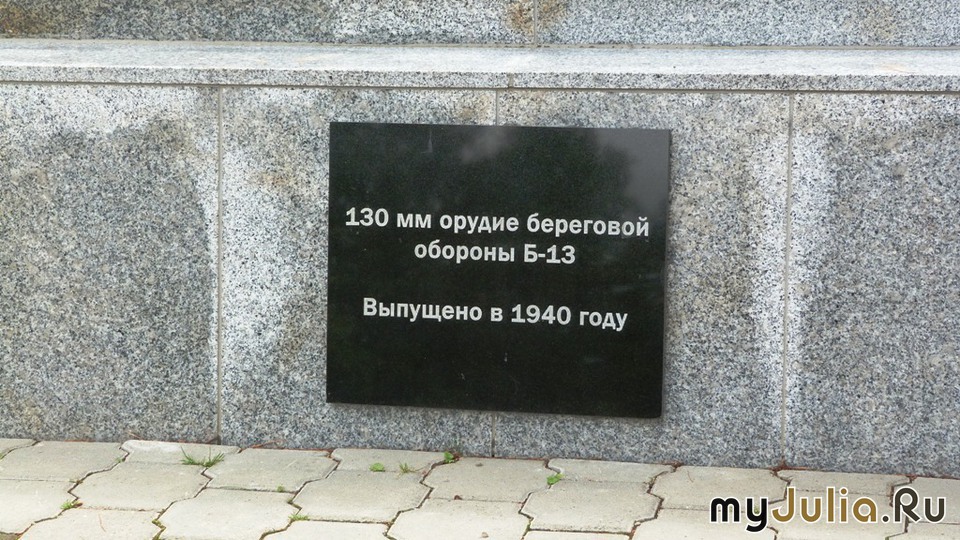 130 мм орудие береговой
обороны Б-13
Выпущено в 1940 году
myJulia.Ru